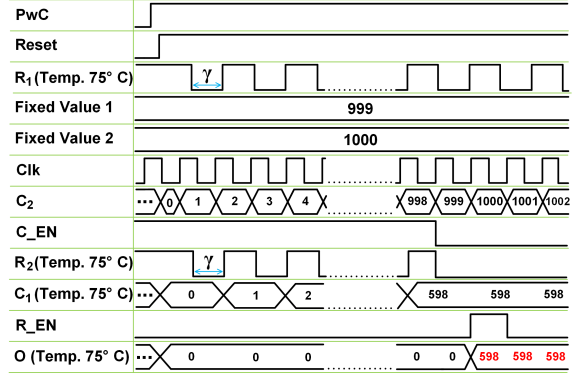 PwC
Reset
R1 (Temp. 75° C) γ
Fixed Value 1 999
Fixed Value 2 1000
Clk
C2 ··· 0 1 2 3 4 998 999 1000 1001 1002
C_EN
R2(Temp. 75° C) γ
C1 (Temp. 75° C) ··· 0 1 2 598 598 598
R_EN
O (Temp. 75° C) ··· 0 0 0 0 0 598 598 598